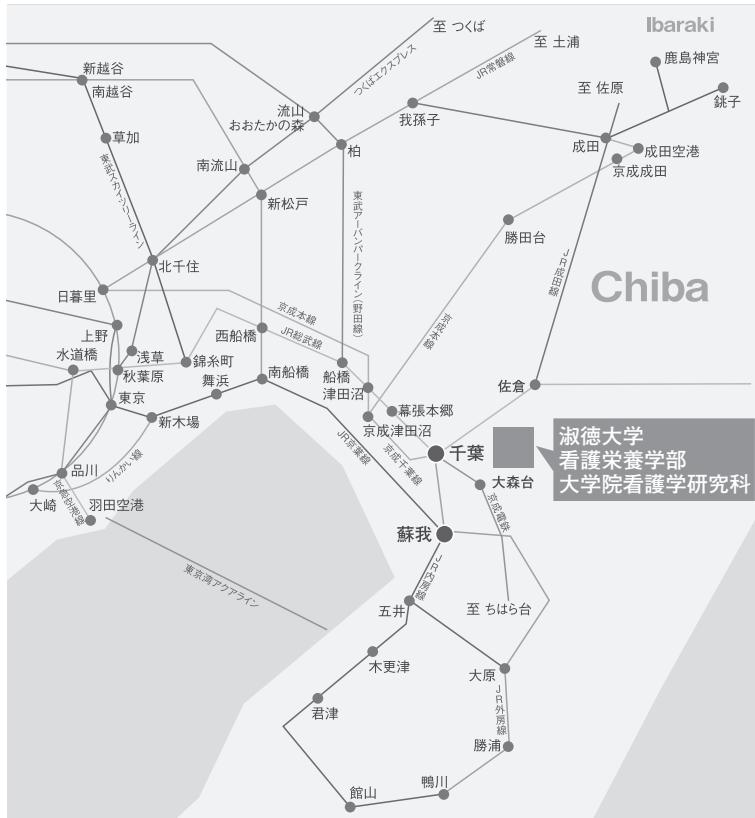 至 つくば
Ibaraki
至 土浦
鹿島神宮
つくばエクスプレス
JR常磐線
新越谷
南越谷
至 佐原
銚子
流山
おおたかの森
我孫子
草加
柏
成田
成田空港
京成成田
南流山
東武スカイツリーライン
新松戸
東武アーバンパークライン(野田線)
勝田台
JR成田線
北千住
Chiba
日暮里
京成本線
京成本線
上野
西船橋
JR総武線
水道橋
浅草
秋葉原
錦糸町
船橋
舞浜
南船橋
津田沼
佐倉
東京
新木場
幕張本郷
京成津田沼
JR京葉線
京成千葉線
千葉
淑徳大学
看護栄養学部
大学院看護学研究科
品川
りんかい線
大森台
大崎
京急空港線
羽田空港
京成電鉄
蘇我
東京湾アクアライン
JR内房線
五井
至 ちはら台
木更津
大原
君津
JR外房線
勝浦
鴨川
館山